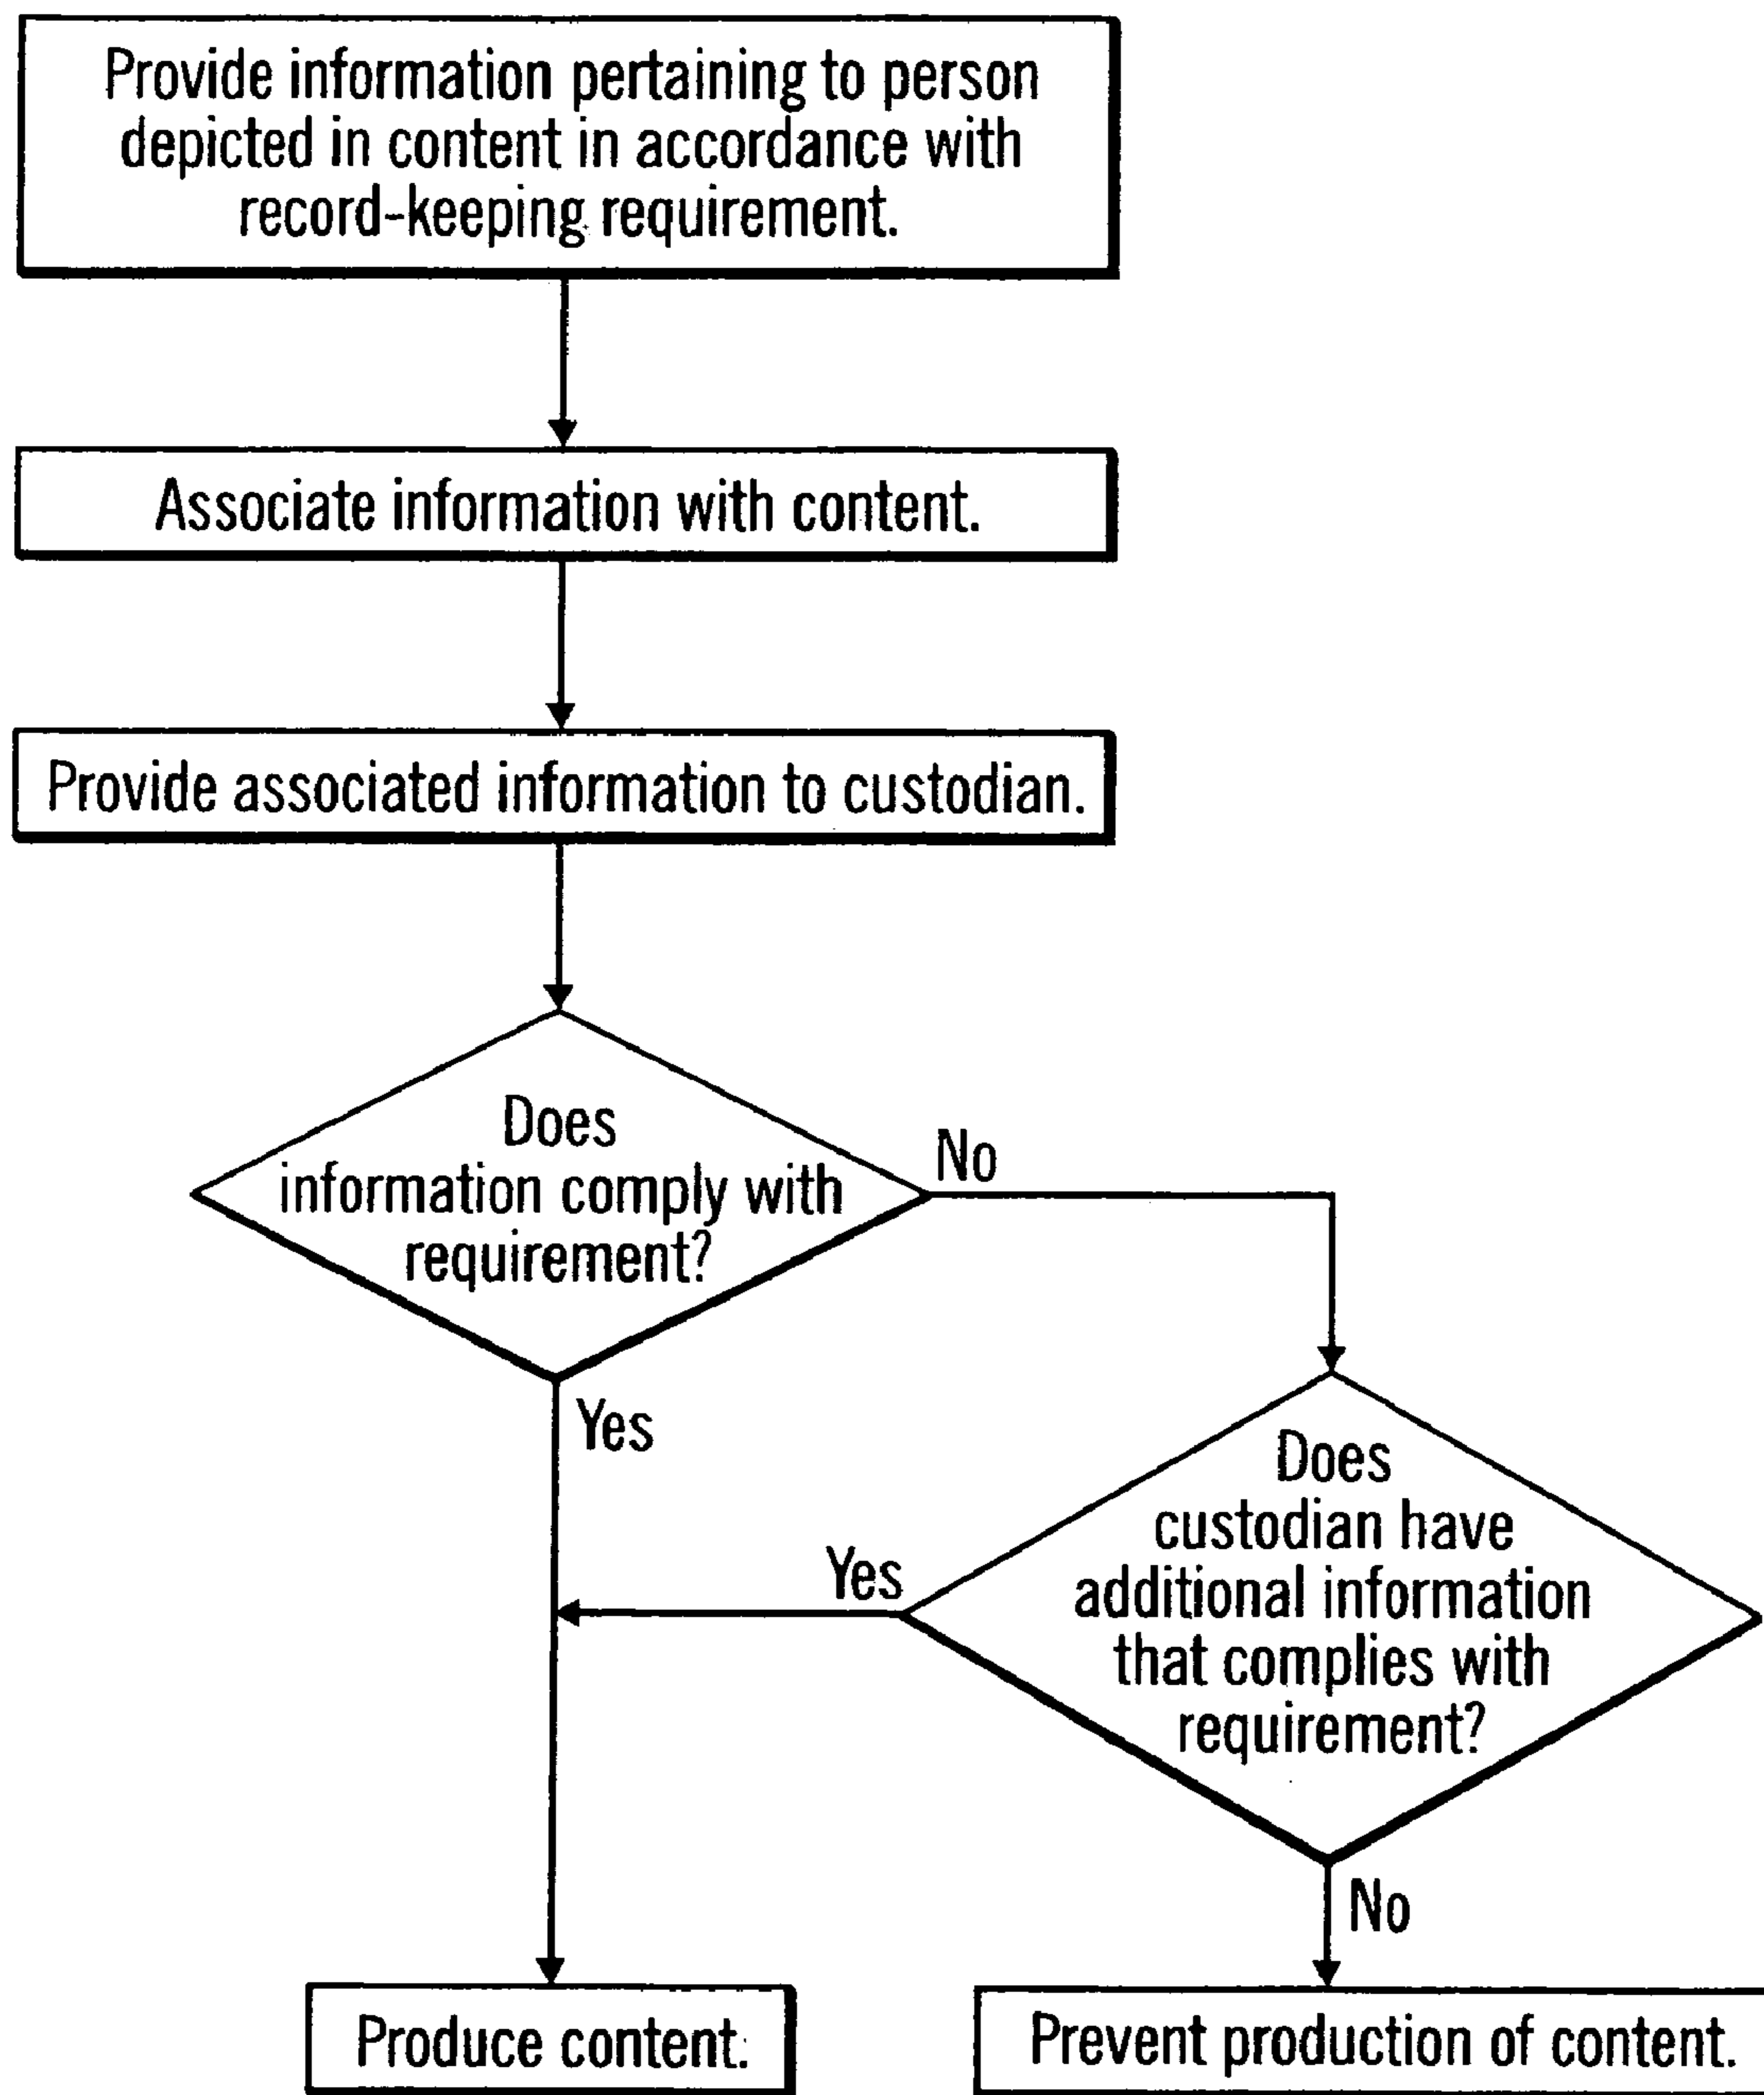 Provide information pertaining to person
depicted in content in accordance with
record-keeping requirement.
Associate information with content.
Provide associated information to custodian.
Does
information comply with
requirement?
No
Yes
Does
custodian have
additional information
that complies with
requirement?
Yes
No
Produce content.
Prevent production of content.